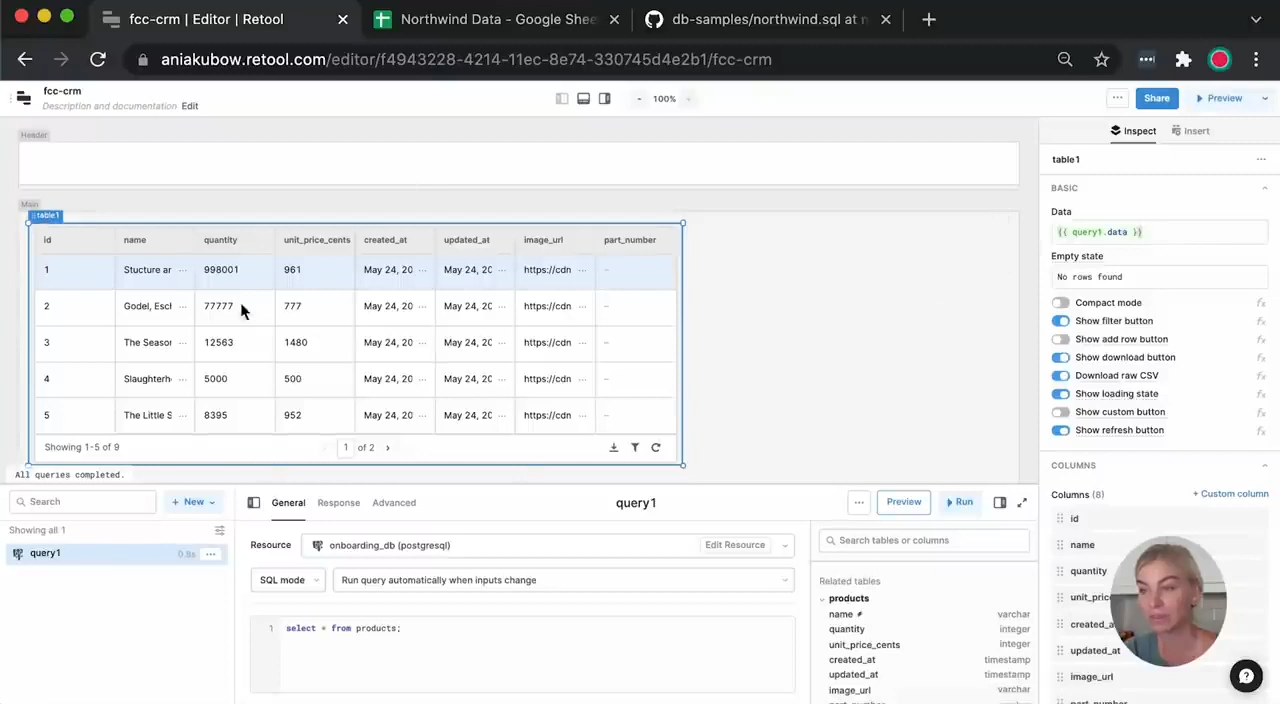 fcc-crm | Editor | Retool
Northwind Data - Google Shee
db-samples/northwind.sql at
aniakubow.retool.com/editor/f4943228-4214-11ec-8e74-330745d4e2b1/fcc-crm
fcc-crm
Description and documentation Edit
- 100% +
Share
Preview
Header
Inspect
Insert
table1
Main
table1
BASIC
Data
{{ query1.data }}
Empty state
No rows found
Compact mode
Show filter button
Show add row button
Show download button
Download raw CSV
Show loading state
Show custom button
Show refresh button
id name quantity unit_price_cents created_at updated_at image_url part_number
1 Stucture ar ... 998001 961 May 24, 20 ... May 24, 20 ... https://cdn ... –
2 Godel, Esch ... 77777 777 May 24, 20 ... May 24, 20 ... https://cdn ... –
3 The Season ... 12563 1480 May 24, 20 ... May 24, 20 ... https://cdn ... –
4 Slaughterh ... 5000 500 May 24, 20 ... May 24, 20 ... https://cdn ... –
5 The Little S ... 8395 952 May 24, 20 ... May 24, 20 ... https://cdn ... –
Showing 1-5 of 9
1 of 2 >
All queries completed.
COLUMNS
Columns (8) + Custom column
id
name
quantity
created_a
updated_at
image_url
Search
+ New
Showing all 1
query1 0.9s ...
General Response Advanced
query1
Preview
Run
Resource onboarding_db (postgresql) Edit Resource
SQL mode
Run query automatically when inputs change
1 select * from products;
Search tables or columns
Related tables
products
name varchar
quantity integer
unit_price_cents integer
created_at timestamp
updated_at timestamp
image_url varchar